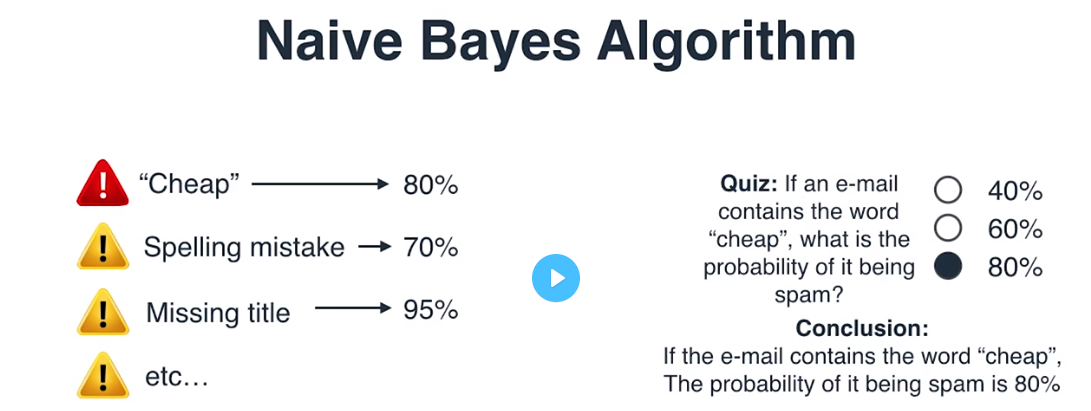 Naive Bayes Algorithm
“Cheap” 80%
Spelling mistake 70%
Missing title 95%
etc...
Quiz: If an e-mail
contains the word
“cheap”, what is the
probability of it being
spam?
40%
60%
80%
Conclusion:
If the e-mail contains the word “cheap”,
The probability of it being spam is 80%